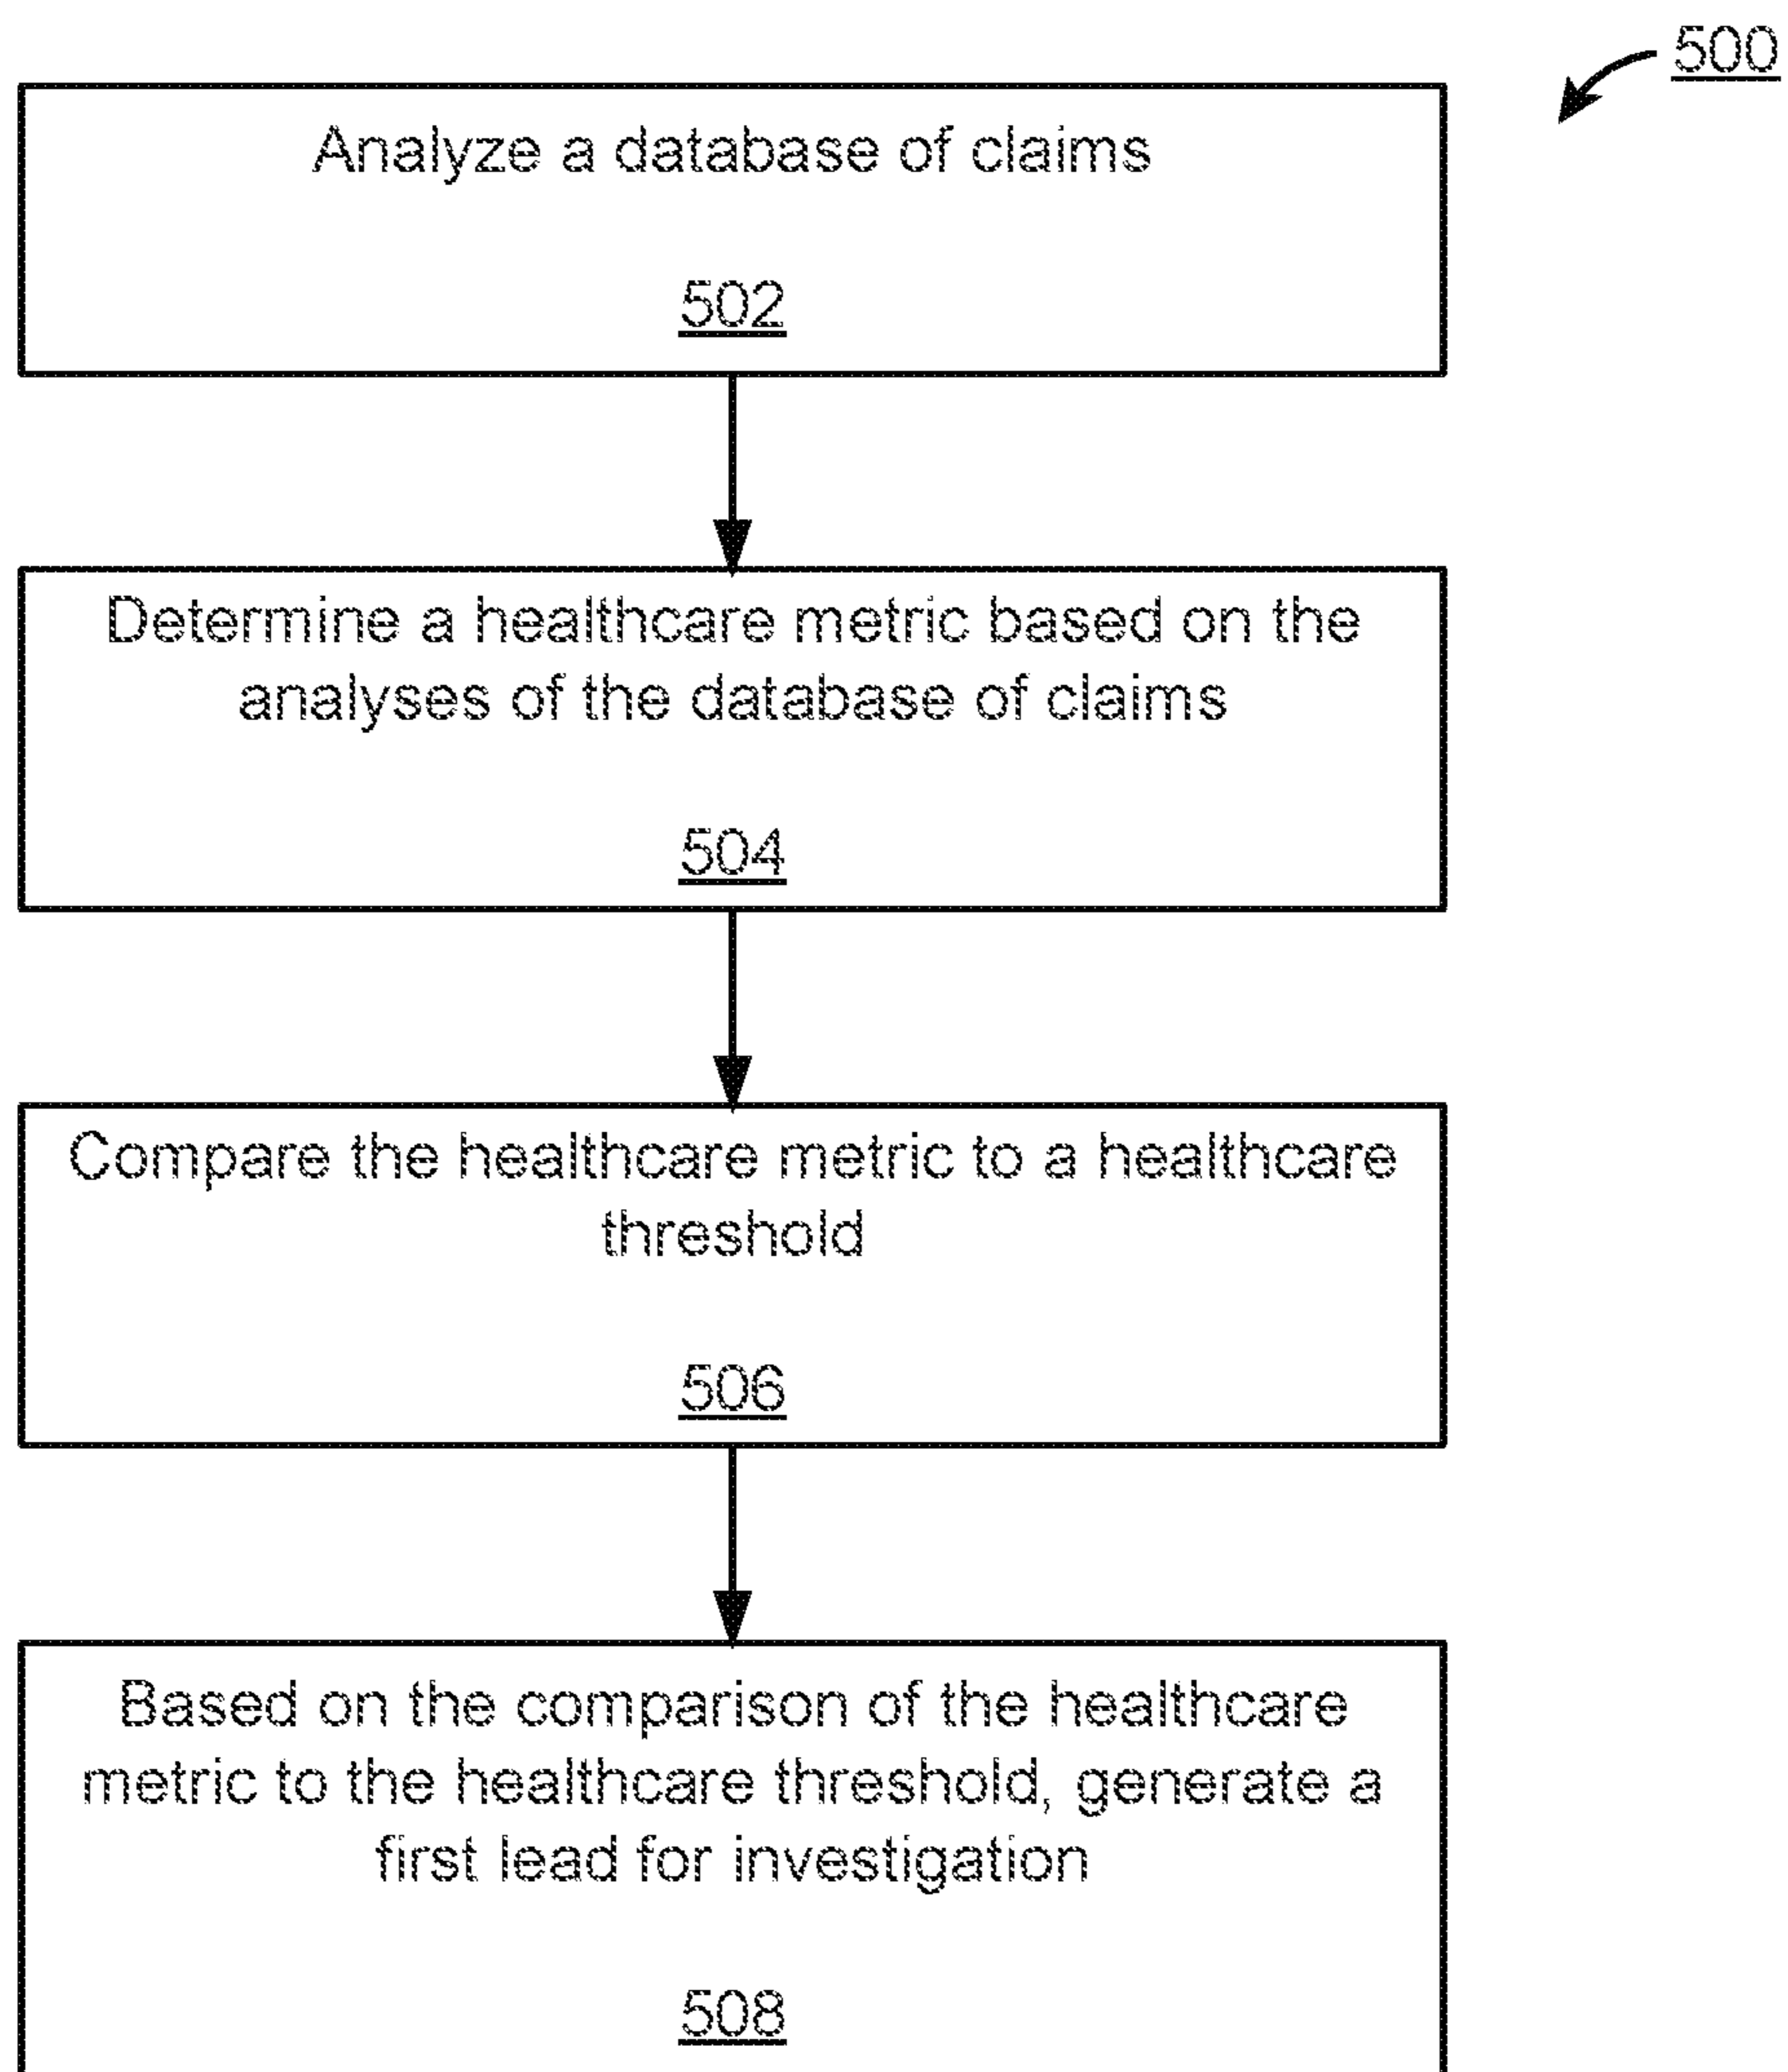 500
Analyze a database of claims
502
Determine a healthcare metric based on the
analyses of the database of claims
504
Compare the healthcare metric to a healthcare
threshold
506
Based on the comparison of the healthcare
metric to the healthcare threshold, generate a
first lead for investigation
508